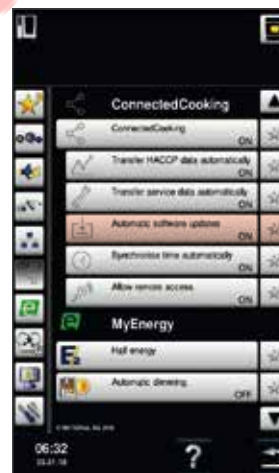 ConnectedCooking
ConnectedCooking
ON
Transfer HACCP data automatically
ON
Transfer service data automatically
ON
Automatic software updates
ON
Synchronise time automatically
ON
Allow remote access
ON
MyEnergy
Half energy
Automatic dimming
OFF
06:32
?